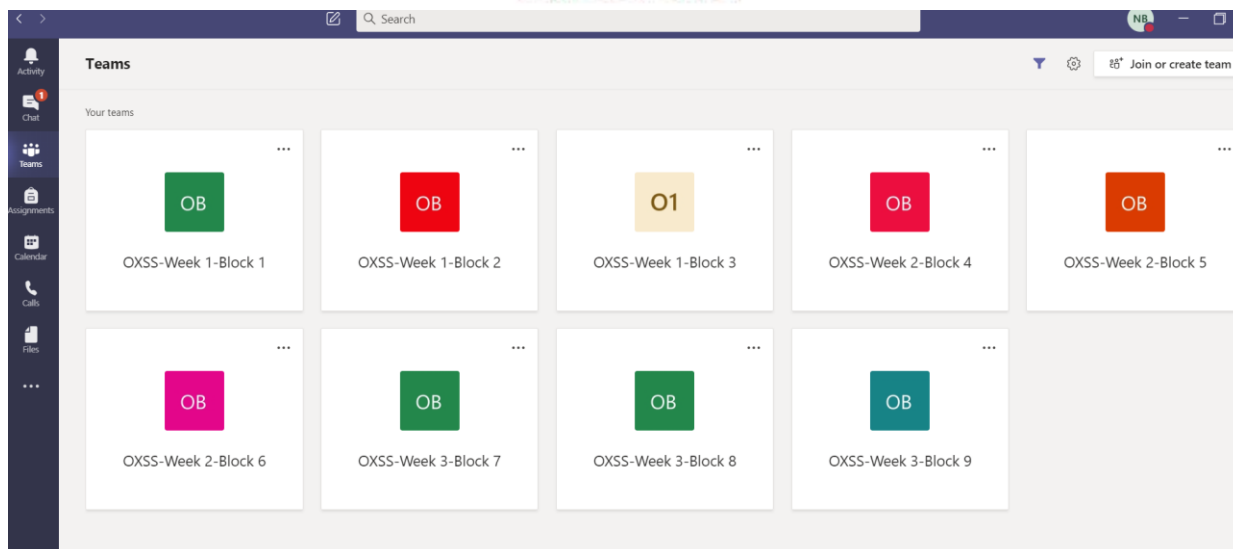 Search
NB
Activity
Teams
Join or create team
1
Chat
Your teams
Teams
Assignments
Calendar
Calls
Files
OB
OB
O1
OB
OB
OXSS-Week 1-Block 1
OXSS-Week 1-Block 2
OXSS-Week 1-Block 3
OXSS-Week 2-Block 4
OXSS-Week 2-Block 5
OB
OB
OB
OB
OXSS-Week 2-Block 6
OXSS-Week 3-Block 7
OXSS-Week 3-Block 8
OXSS-Week 3-Block 9